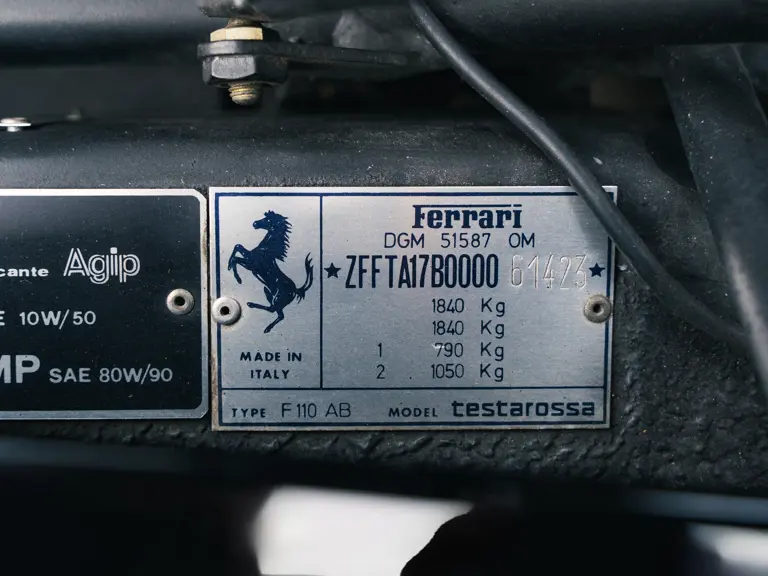 cante Agip
E 10W/50
MP SAE 80W/90
Ferrari
DGM 51587 OM
★ZFFTA17B0000 61423★
1840 Kg
1840 Kg
1 790 Kg
2 . 1050 Kg
MADE IN
ITALY
TYPE F 110 AB MODEL testarossa